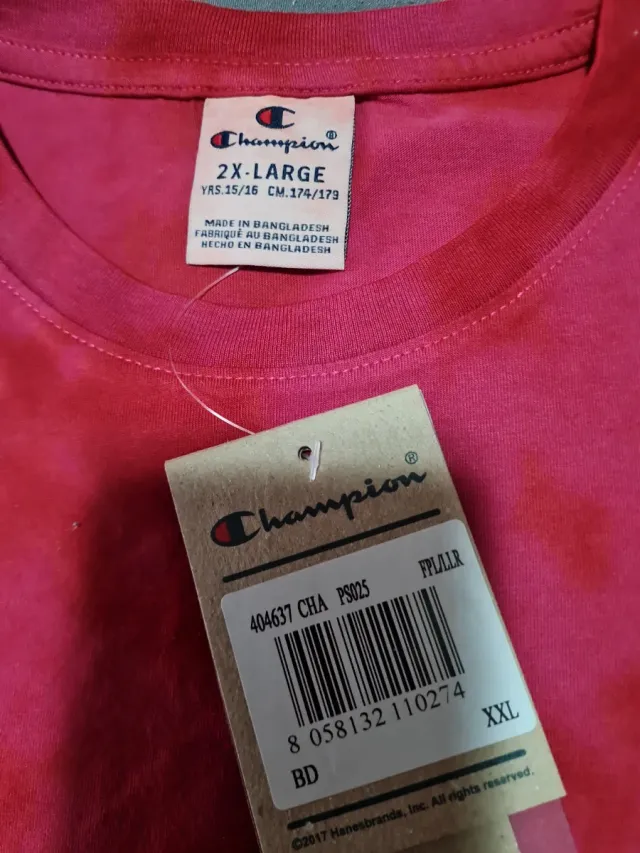 Champion®
2X-LARGE
YRS.15/16 CM.174/179
MADE IN BANGLADESH
FABRIQUÉ AU BANGLADESH
HECHO EN BANGLADESH
Champion®
404637 CHA PS025 FPL/LLR
8 058132 110274
BD XXL
©2017 Hanesbrands, Inc. All rights reserved.